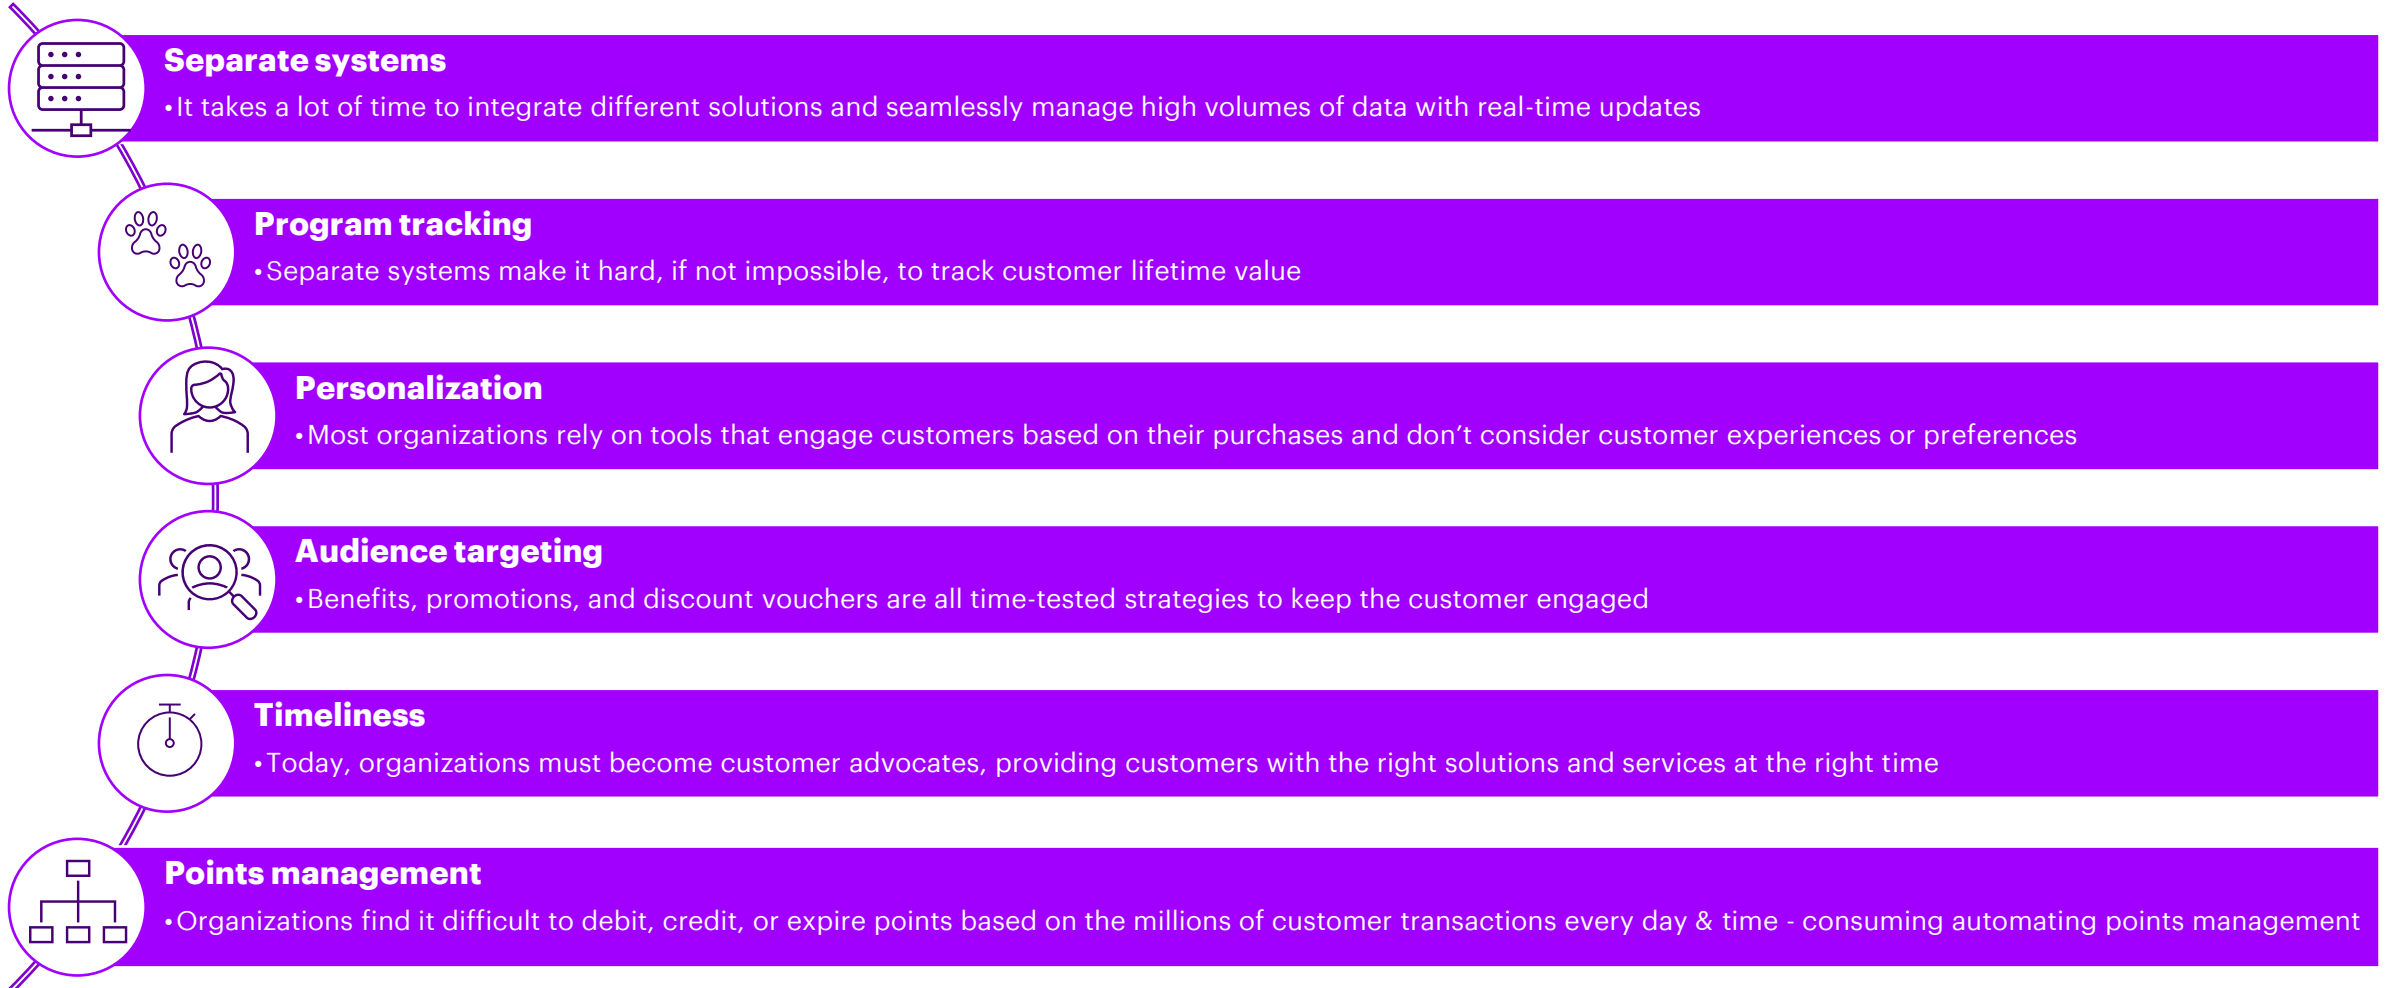 Separate systems
•It takes a lot of time to integrate different solutions and seamlessly manage high volumes of data with real-time updates
Program tracking
•Separate systems make it hard, if not impossible, to track customer lifetime value
Personalization
•Most organizations rely on tools that engage customers based on their purchases and don’t consider customer experiences or preferences
Audience targeting
•Benefits, promotions, and discount vouchers are all time-tested strategies to keep the customer engaged
Timeliness
•Today, organizations must become customer advocates, providing customers with the right solutions and services at the right time
Points management
•Organizations find it difficult to debit, credit, or expire points based on the millions of customer transactions every day & time - consuming automating points management